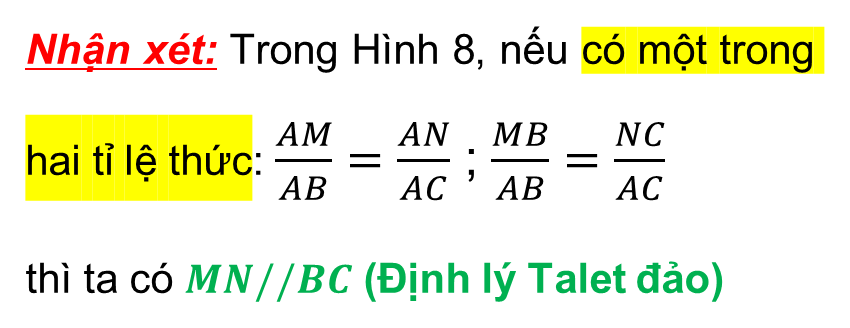 Nhận xét: Trong Hình 8, nếu có một trong
hai tỉ lệ thức: AM/AB = AN/AC ; MB/AB = NC/AC
thì ta có MN//BC (Định lý Talet đảo)